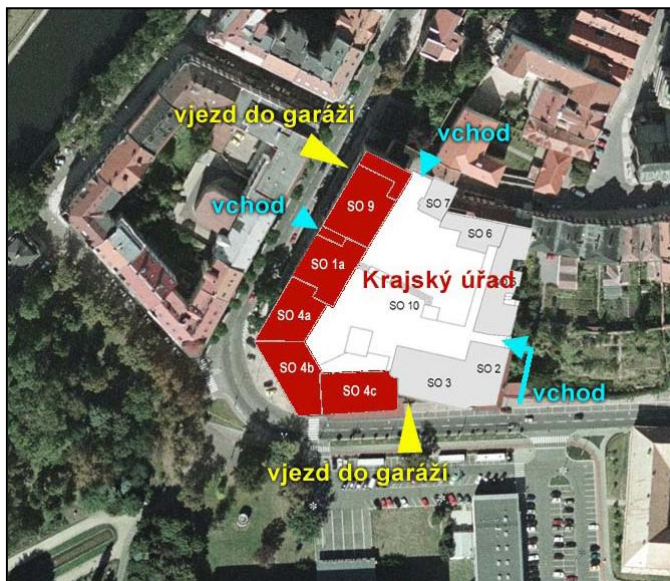 vjezd do garáží
vchod
SO 7
SO 9
vchod
SO 6
SO 1a
Krajský úřad
SO 10
SO 4a
SO 4b
SO 2
SO 3
SO 4c
vchod
vjezd do garáží